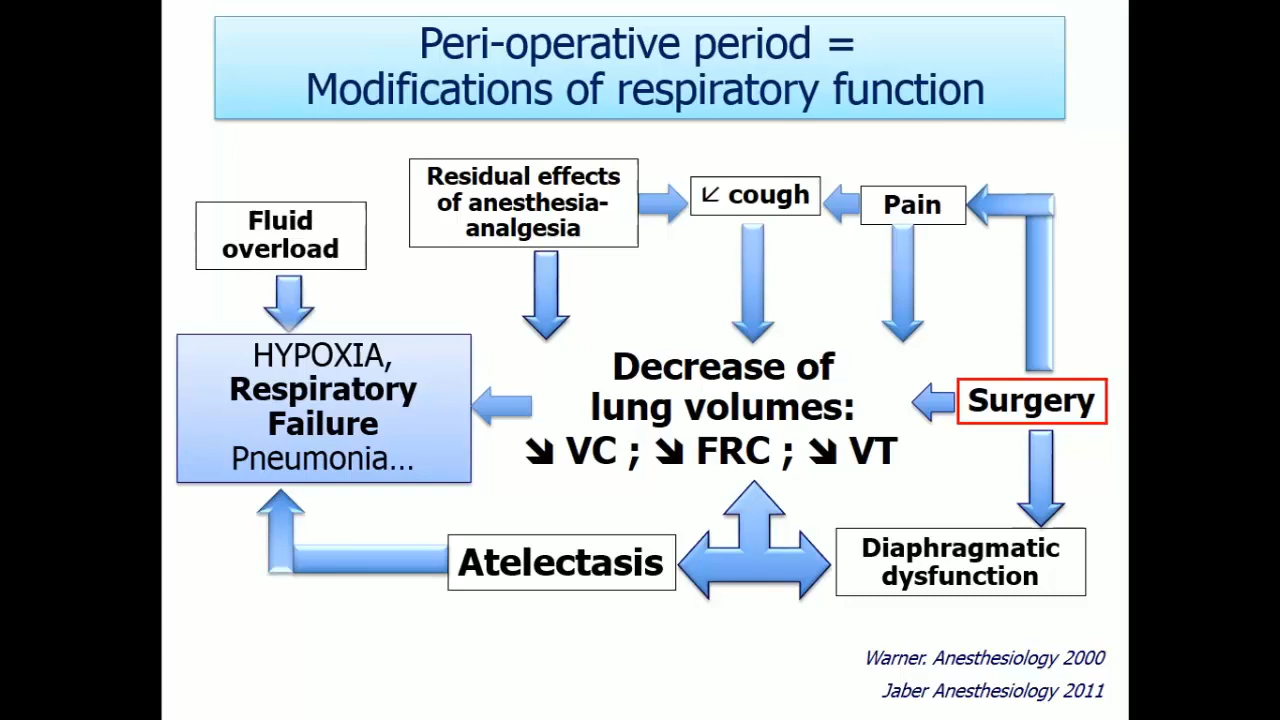 Peri-operative period =
Modifications of respiratory function
Residual effects
of anesthesia-
analgesia
↙ cough
Pain
Fluid
overload
HYPOXIA,
Respiratory
Failure
Pneumonia...
Decrease of
lung volumes:
↘ VC ; ↘ FRC ; ↘ VT
Surgery
Atelectasis
Diaphragmatic
dysfunction
Warner. Anesthesiology 2000
Jaber Anesthesiology 2011